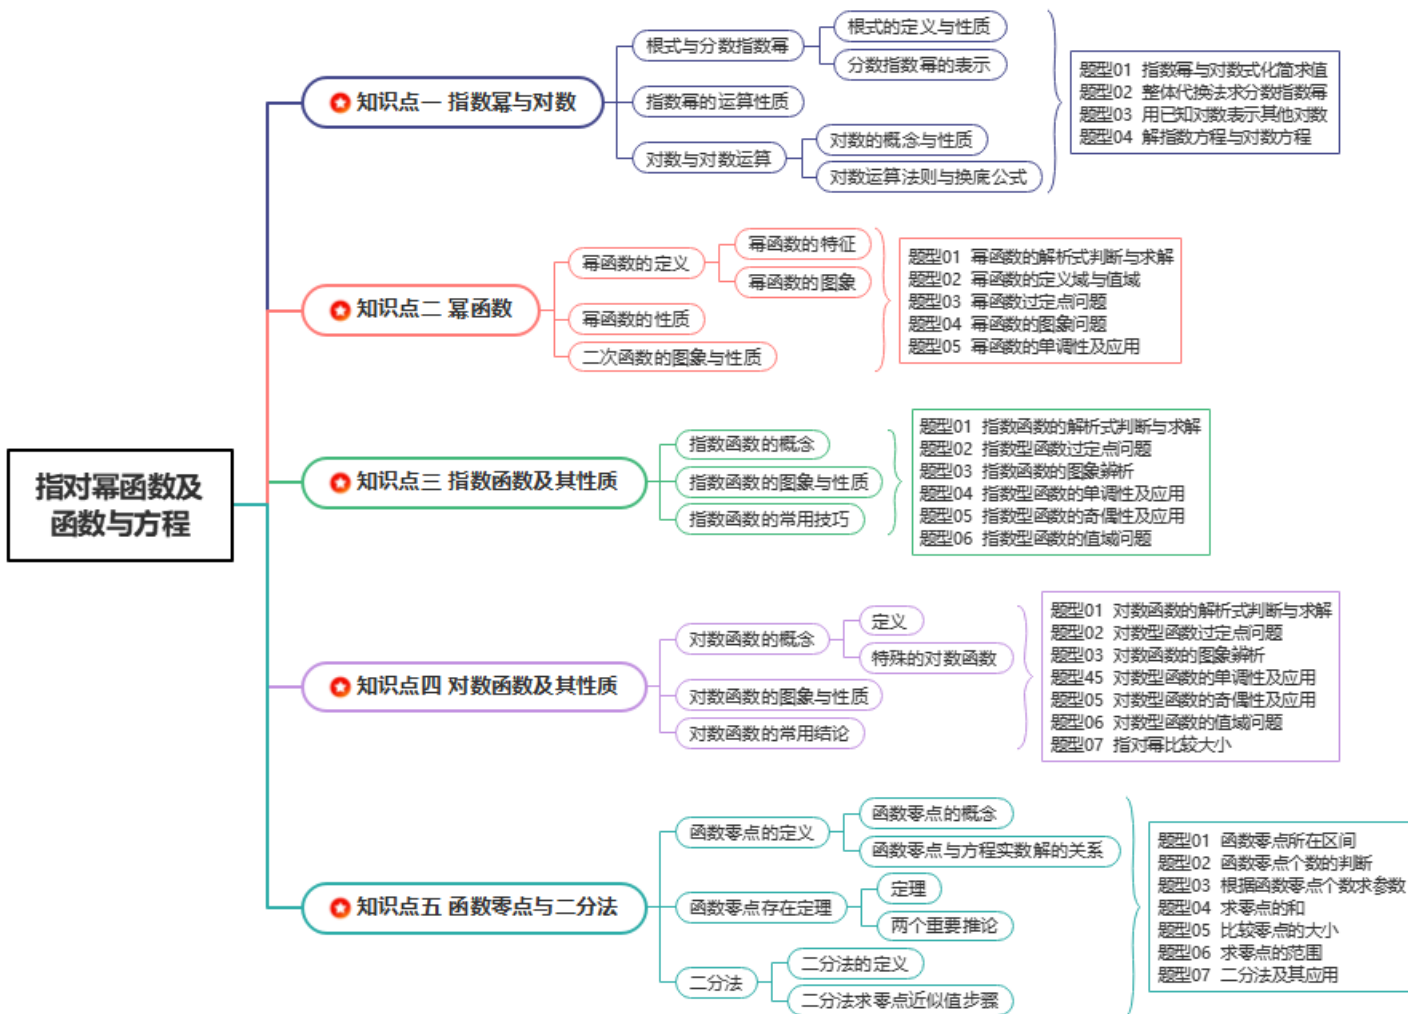 指对幂函数及
函数与方程
知识点一 指数幂与对数
根式与分数指数幂
根式的定义与性质
分数指数幂的表示
指数幂的运算性质
对数与对数运算
对数的概念与性质
对数运算法则与换底公式
题型01 指数幂与对数式化简求值
题型02 整体代换法求分数指数幂
题型03 用已知对数表示其他对数
题型04 解指数方程与对数方程
知识点二 幂函数
幂函数的定义
幂函数的特征
幂函数的图象
幂函数的性质
二次函数的图象与性质
题型01 幂函数的解析式判断与求解
题型02 幂函数的定义域与值域
题型03 幂函数过定点问题
题型04 幂函数的图象问题
题型05 幂函数的单调性及应用
知识点三 指数函数及其性质
指数函数的概念
指数函数的图象与性质
指数函数的常用技巧
题型01 指数函数的解析式判断与求解
题型02 指数型函数过定点问题
题型03 指数函数的图象辨析
题型04 指数型函数的单调性及应用
题型05 指数型函数的奇偶性及应用
题型06 指数型函数的值域问题
知识点四 对数函数及其性质
对数函数的概念
定义
特殊的对数函数
对数函数的图象与性质
对数函数的常用结论
题型01 对数函数的解析式判断与求解
题型02 对数型函数过定点问题
题型03 对数函数的图象辨析
题型45 对数型函数的单调性及应用
题型05 对数型函数的奇偶性及应用
题型06 对数型函数的值域问题
题型07 指对幂比较大小
知识点五 函数零点与二分法
函数零点的定义
函数零点的概念
函数零点与方程实数解的关系
函数零点存在定理
定理
两个重要推论
二分法
二分法的定义
二分法求零点近似值步骤
题型01 函数零点所在区间
题型02 函数零点个数的判断
题型03 根据函数零点个数求参数
题型04 求零点的和
题型05 比较零点的大小
题型06 求零点的范围
题型07 二分法及其应用